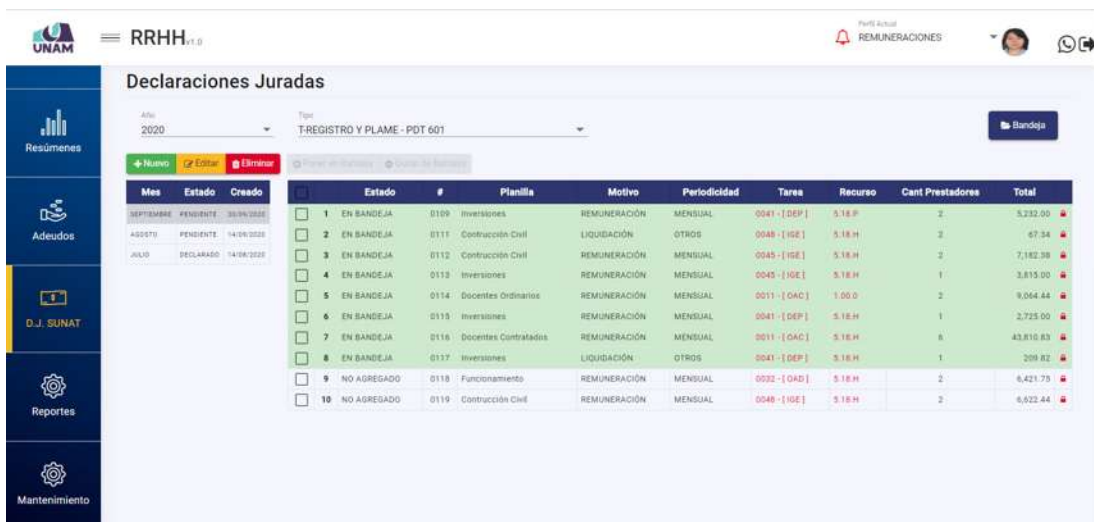 UNAM
RRHH v1.0
Perfil Actual
REMUNERACIONES
Declaraciones Juradas
Resúmenes
Adeudos
D.J. SUNAT
Reportes
Mantenimiento
Año
2020
Tipo
T-REGISTRO Y PLAME - PDT 601
Bandeja
Nuevo Editar Eliminar
Mes Estado Creado
SEPTIEMBRE PENDIENTE 30/09/2020
AGOSTO PENDIENTE 14/09/2020
JULIO DECLARADO 14/08/2020
Estado # Planilla Motivo Periodicidad Tarea Recurso Cant Prestadores Total
1 EN BANDEJA 0109 Inversiones REMUNERACIÓN MENSUAL 0041 - [ DEP ] 5.18.P 2 5,232.00
2 EN BANDEJA 0111 Contrucción Civil LIQUIDACIÓN OTROS 0048 - [ IGE ] 5.18.H 2 67.34
3 EN BANDEJA 0112 Contrucción Civil REMUNERACIÓN MENSUAL 0045 - [ IGE ] 5.18.H 2 7,182.38
4 EN BANDEJA 0113 Inversiones REMUNERACIÓN MENSUAL 0045 - [ IGE ] 5.18.H 1 3,815.00
5 EN BANDEJA 0114 Docentes Ordinarios REMUNERACIÓN MENSUAL 0011 - [ OAC ] 1.00.0 2 9,064.44
6 EN BANDEJA 0115 Inversiones REMUNERACIÓN MENSUAL 0041 - [ DEP ] 5.18.H 1 2,725.00
7 EN BANDEJA 0116 Docentes Contratados REMUNERACIÓN MENSUAL 0011 - [ OAC ] 5.18.H 43,810.83
8 EN BANDEJA 0117 Inversiones LIQUIDACIÓN OTROS 0041 - [ DEP ] 5.18.H 1 209.82
9 NO AGREGADO 0118 Funcionamiento REMUNERACIÓN MENSUAL 0032 - [ OAD ] 5.18.H 2 6,421.75
10 NO AGREGADO 0119 Contrucción Civil REMUNERACIÓN MENSUAL 0048 - [ IGE ] 5.18.H 2 6,622.44